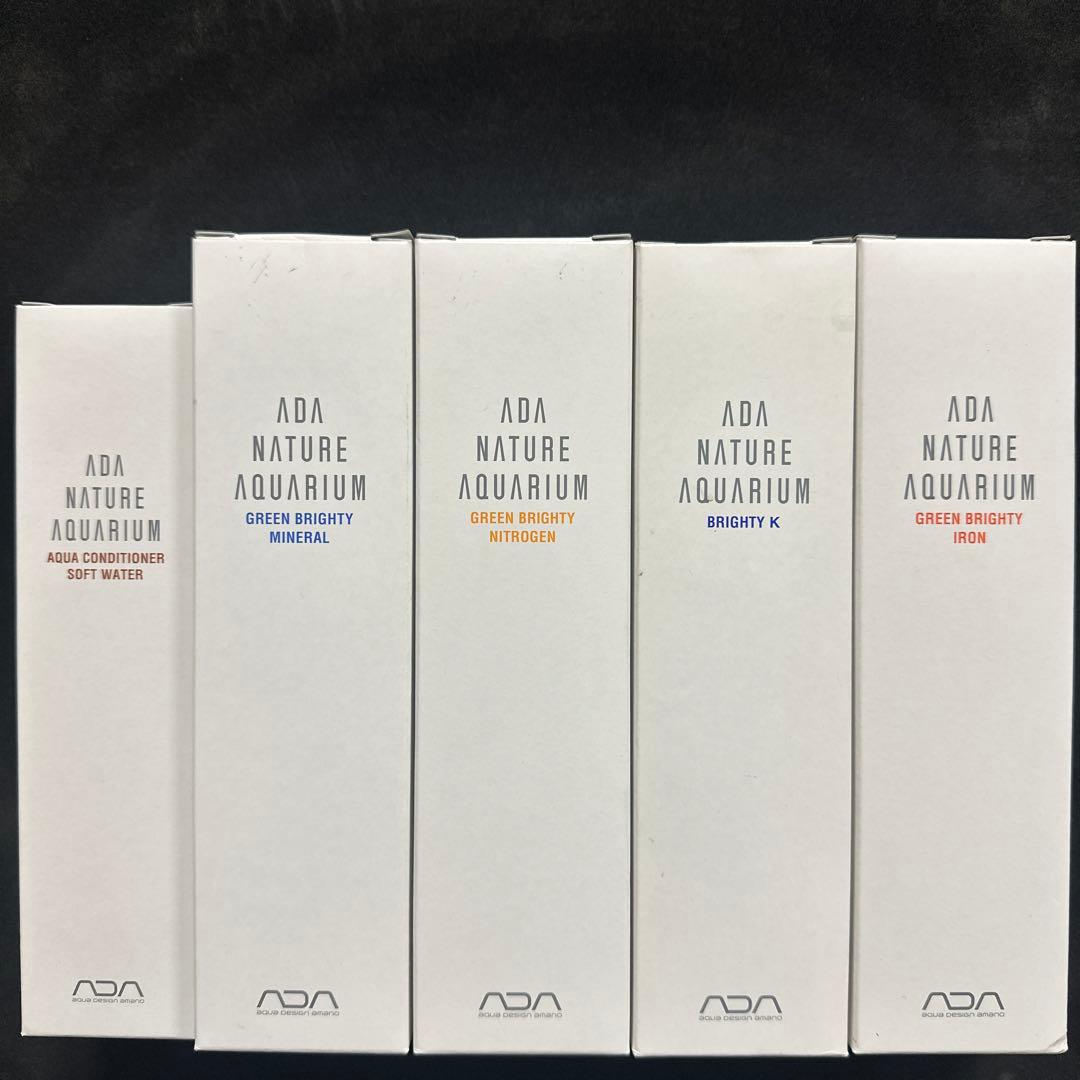 ADA
NATURE
AQUARIUM
AQUA CONDITIONER
SOFT WATER
ADA
aqua design amano
ADA
NATURE
AQUARIUM
GREEN BRIGHTY
MINERAL
ADA
aqua design amano
ADA
NATURE
AQUARIUM
GREEN BRIGHTY
NITROGEN
ADA
aqua design amano
ADA
NATURE
AQUARIUM
BRIGHTY K
ADA
aqua design amano
ADA
NATURE
AQUARIUM
GREEN BRIGHTY
IRON
ADA
aqua design amano